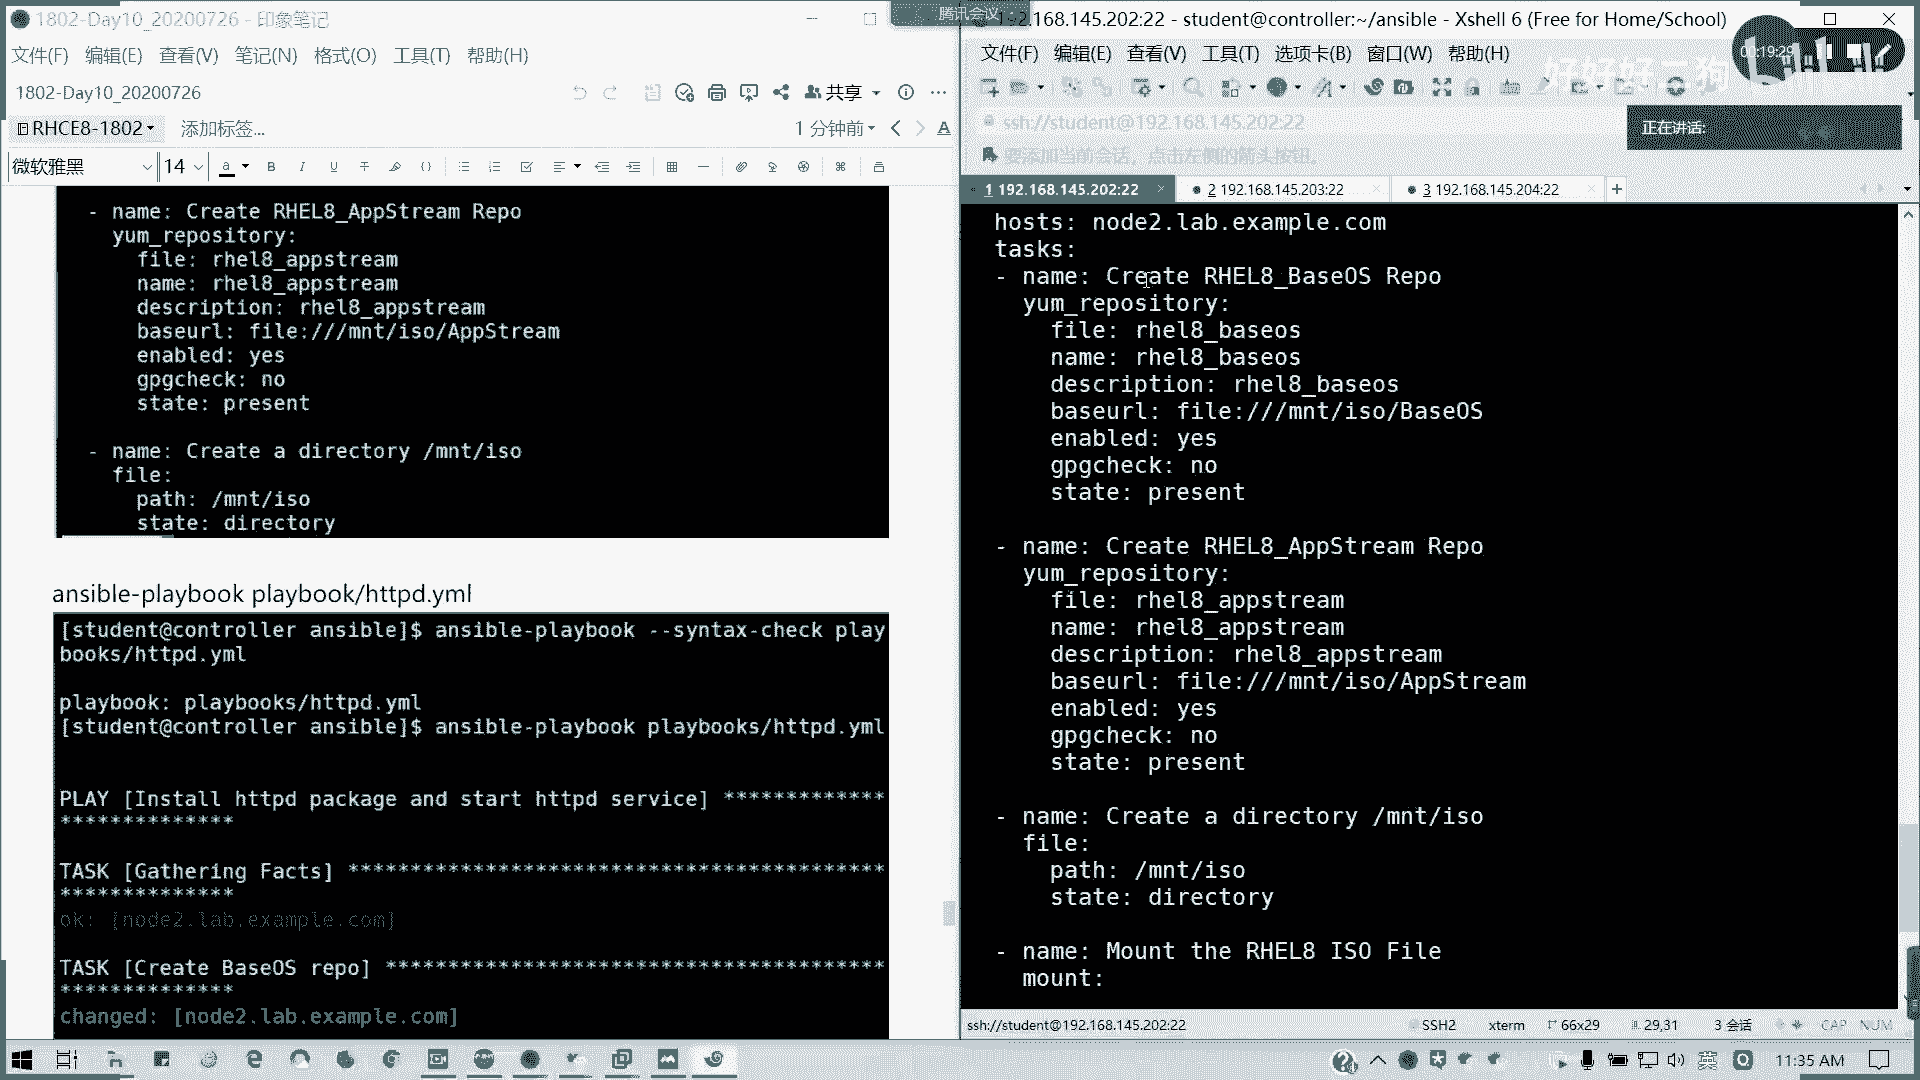 1802-Day10_20200726 - 印象笔记
文件(F) 编辑(E) 查看(V) 笔记(N) 格式(O) 工具(T) 帮助(H)
1802-Day10_20200726
共享
RHCE8-1802
添加标签...
1 分钟前
微软雅黑
14
- name: Create RHEL8_AppStream Repo
yum_repository:
file: rhel8_appstream
name: rhel8_appstream
description: rhel8_appstream
baseurl: file:///mnt/iso/AppStream
enabled: yes
gpgcheck: no
state: present
- name: Create a directory /mnt/iso
file:
path: /mnt/iso
state: directory
ansible-playbook playbook/httpd.yml
[student@controller ansible]$ ansible-playbook --syntax-check play
books/httpd.yml
playbook: playbooks/httpd.yml
[student@controller ansible]$ ansible-playbook playbooks/httpd.yml
PLAY [Install httpd package and start httpd service] *************
**************
TASK [Gathering Facts] *******************************************
**************
ok: [node2.lab.example.com]
TASK [Create BaseOS repo] ****************************************
**************
changed: [node2.lab.example.com]
腾讯会议
.168.145.202:22 - student@controller:~/ansible - Xshell 6 (Free for Home/School)
文件(F) 编辑(E) 查看(V) 工具(T) 选项卡(B) 窗口(W) 帮助(H)
00:19:29
ssh://student@192.168.145.202:22
正在讲话:
要添加当前会话，点击左侧的箭头按钮。
1 192.168.145.202:22
2 192.168.145.203:22
3 192.168.145.204:22
hosts: node2.lab.example.com
tasks:
- name: Create RHEL8_BaseOS Repo
yum_repository:
file: rhel8_baseos
name: rhel8_baseos
description: rhel8_baseos
baseurl: file:///mnt/iso/BaseOS
enabled: yes
gpgcheck: no
state: present
- name: Create RHEL8_AppStream Repo
yum_repository:
file: rhel8_appstream
name: rhel8_appstream
description: rhel8_appstream
baseurl: file:///mnt/iso/AppStream
enabled: yes
gpgcheck: no
state: present
- name: Create a directory /mnt/iso
file:
path: /mnt/iso
state: directory
- name: Mount the RHEL8 ISO File
mount:
ssh://student@192.168.145.202:22
SSH2
xterm
66x29
29,31
3 会话
CAP NUM
英
11:35 AM